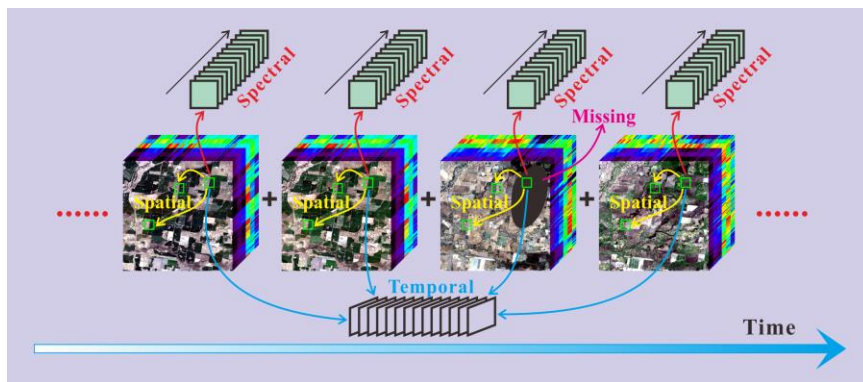 Spectral
Spectral
Spectral
Spectral
Missing
Spatial
Spatial
Spatial
Spatial
+
+
+
......
......
Temporal
Time